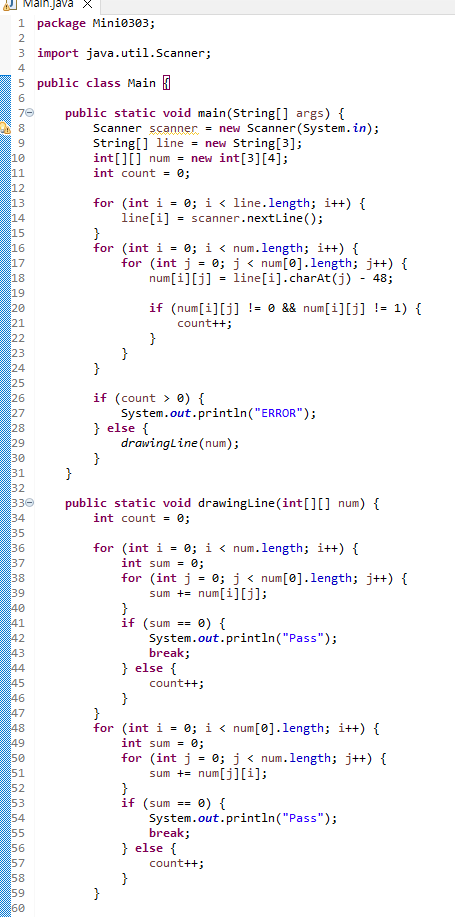 Main.java
1 package Mini0303;
2
3 import java.util.Scanner;
4
5 public class Main {
6
7 public static void main(String[] args) {
8 Scanner scanner = new Scanner(System.in);
9 String[] line = new String[3];
10 int[][] num = new int[3][4];
11 int count = 0;
12
13 for (int i = 0; i < line.length; i++) {
14 line[i] = scanner.nextLine();
15 }
16 for (int i = 0; i < num.length; i++) {
17 for (int j = 0; j < num[0].length; j++) {
18 num[i][j] = line[i].charAt(j) - 48;
19
20 if (num[i][j] != 0 && num[i][j] != 1) {
21 count++;
22 }
23 }
24 }
25
26 if (count > 0) {
27 System.out.println("ERROR");
28 } else {
29 drawingLine(num);
30 }
31 }
32
33 public static void drawingLine(int[][] num) {
34 int count = 0;
35
36 for (int i = 0; i < num.length; i++) {
37 int sum = 0;
38 for (int j = 0; j < num[0].length; j++) {
39 sum += num[i][j];
40 }
41 if (sum == 0) {
42 System.out.println("Pass");
43 break;
44 } else {
45 count++;
46 }
47 }
48 for (int i = 0; i < num[0].length; i++) {
49 int sum = 0;
50 for (int j = 0; j < num.length; j++) {
51 sum += num[j][i];
52 }
53 if (sum == 0) {
54 System.out.println("Pass");
55 break;
56 } else {
57 count++;
58 }
59 }
60